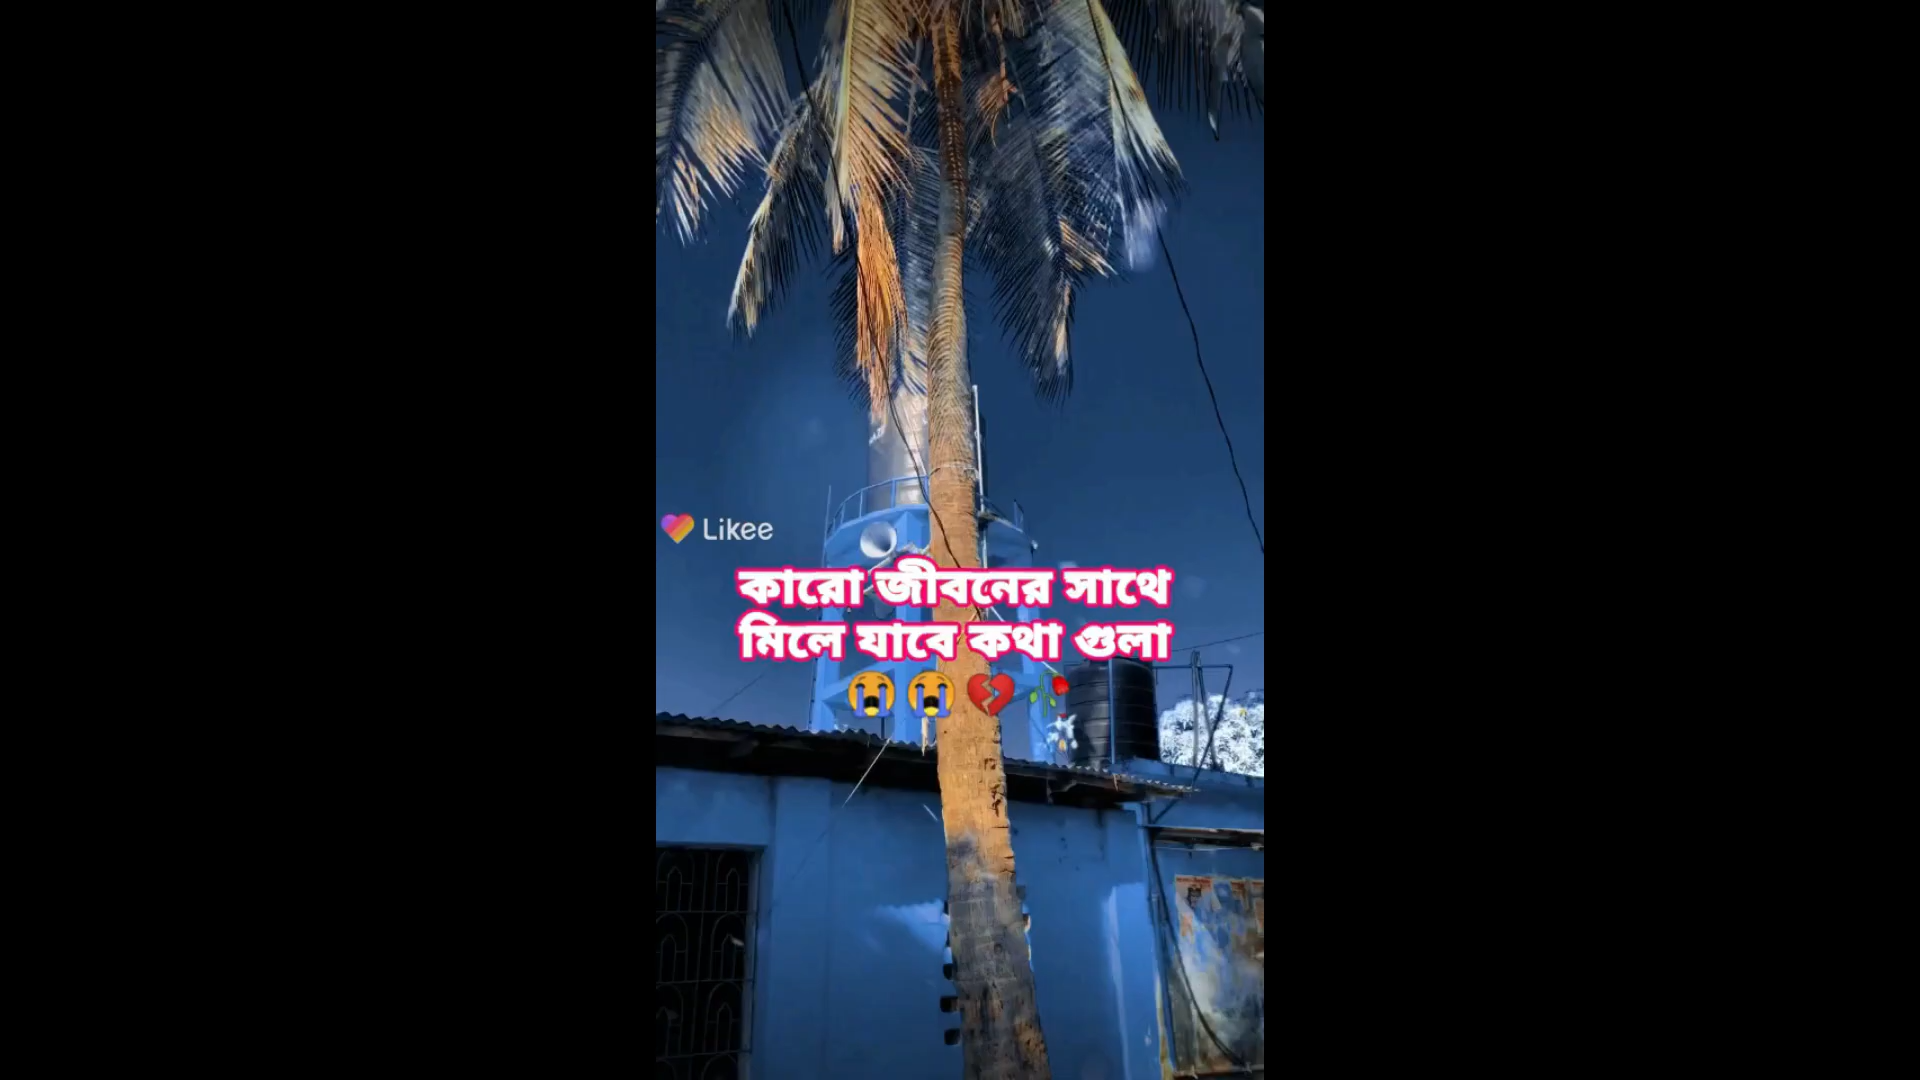 Likee
কারো জীবনের সাথে
মিলে যাবে কথা গুলা
😭😭💔🥀